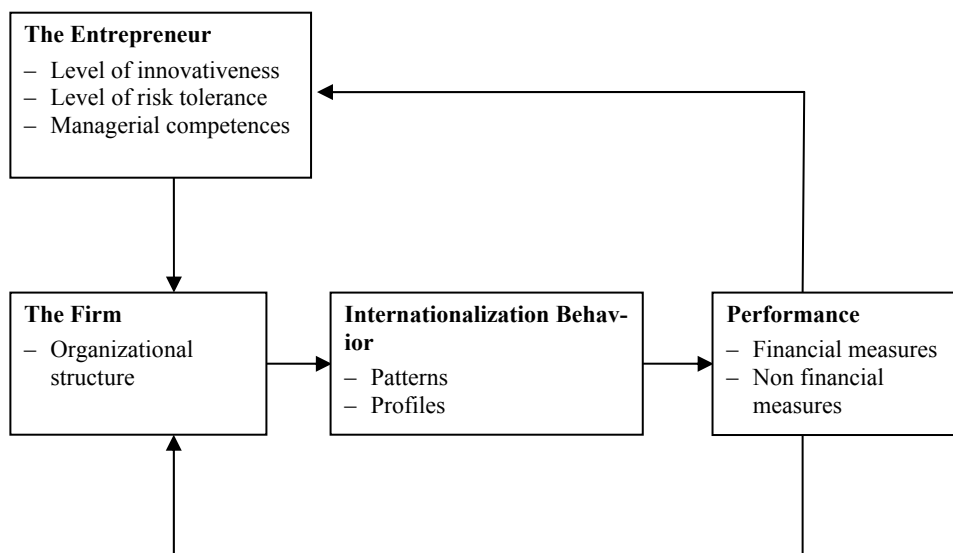 The Entrepreneur
– Level of innovativeness
– Level of risk tolerance
– Managerial competences
The Firm
– Organizational
structure
Internationalization Behav-
ior
– Patterns
– Profiles
Performance
– Financial measures
– Non financial
measures